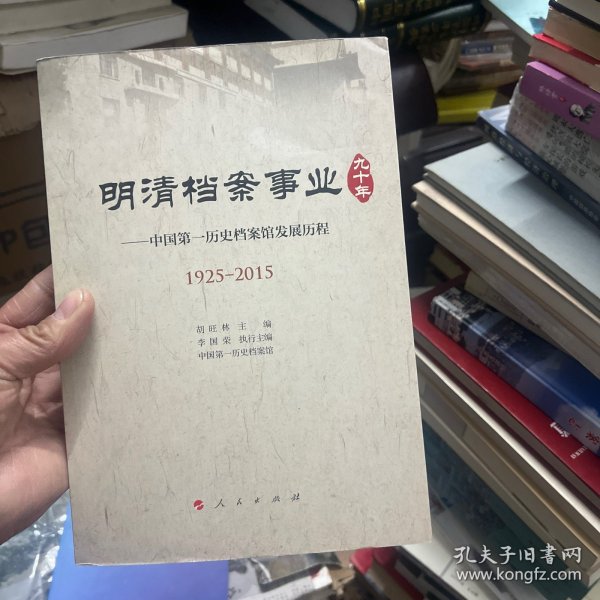 明清档案事业
九十年
——中国第一历史档案馆发展历程
1925-2015
胡旺林 主 编
李国荣 执行主编
中国第一历史档案馆
人民出版社
孔夫子旧书网
www.kongfz.com